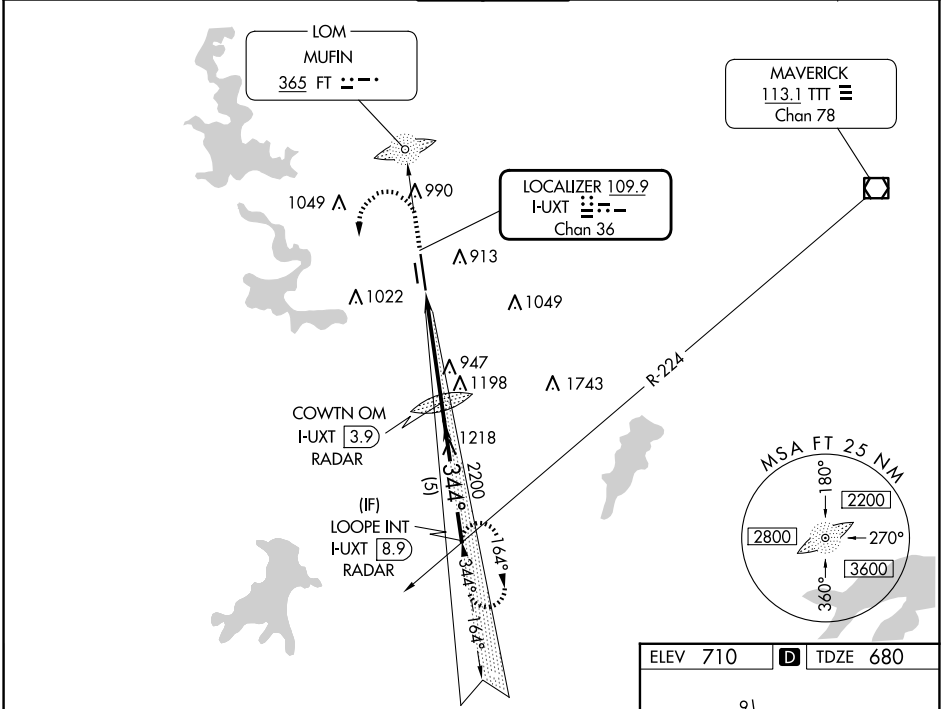 LOM
MUFIN
365 FT
MAVERICK
113.1 TTT
Chan 78
LOCALIZER 109.9
I-UXT
Chan 36
1049
990
913
1022
1049
947
1198
1743
R-224
COWTN OM
I-UXT 3.9
RADAR
1218
2200
344°
(5)
(IF)
LOOPE INT
I-UXT 8.9
RADAR
164°
344°
164°
MSA FT 25 NM
180°
2200
2800
270°
3600
360°
ELEV 710 D TDZE 680